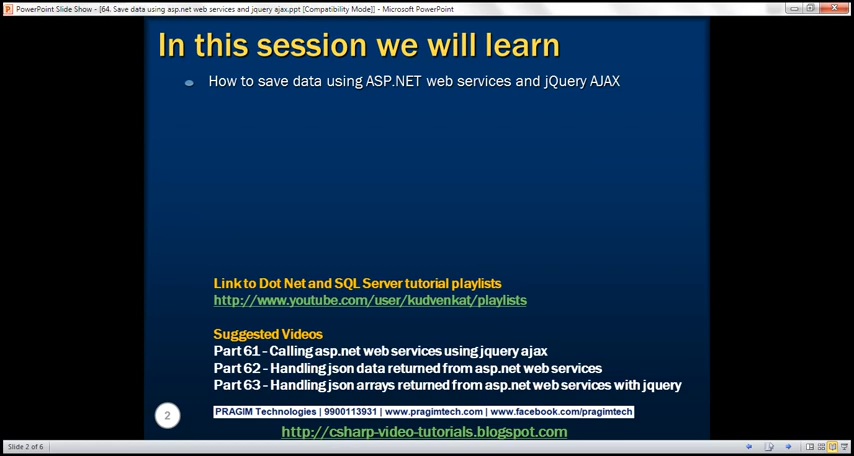 PowerPoint Slide Show - [64. Save data using asp.net web services and jquery ajax.ppt [Compatibility Mode]] - Microsoft PowerPoint
In this session we will learn
How to save data using ASP.NET web services and jQuery AJAX
Link to Dot Net and SQL Server tutorial playlists
http://www.youtube.com/user/kudvenkat/playlists
Suggested Videos
Part 61 - Calling asp.net web services using jquery ajax
Part 62 - Handling json data returned from asp.net web services
Part 63 - Handling json arrays returned from asp.net web services with jquery
2
PRAGIM Technologies | 9900113931 | www.pragimtech.com | www.facebook.com/pragimtech
http://csharp-video-tutorials.blogspot.com
Slide 2 of 6